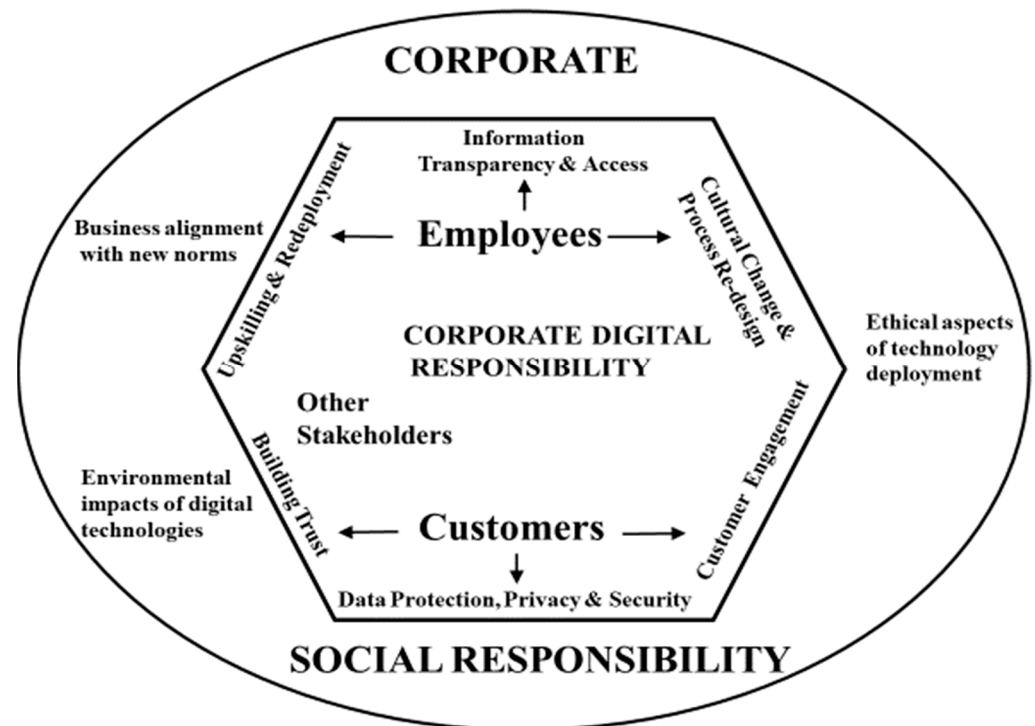 CORPORATE
Information
Transparency & Access
Upskilling & Redeployment
Cultural Change &
Process Re-design
Business alignment
with new norms
Employees
CORPORATE DIGITAL
RESPONSIBILITY
Ethical aspects
of technology
deployment
Other
Stakeholders
Building Trust
Customer Engagement
Environmental
impacts of digital
technologies
Customers
Data Protection, Privacy & Security
SOCIAL RESPONSIBILITY